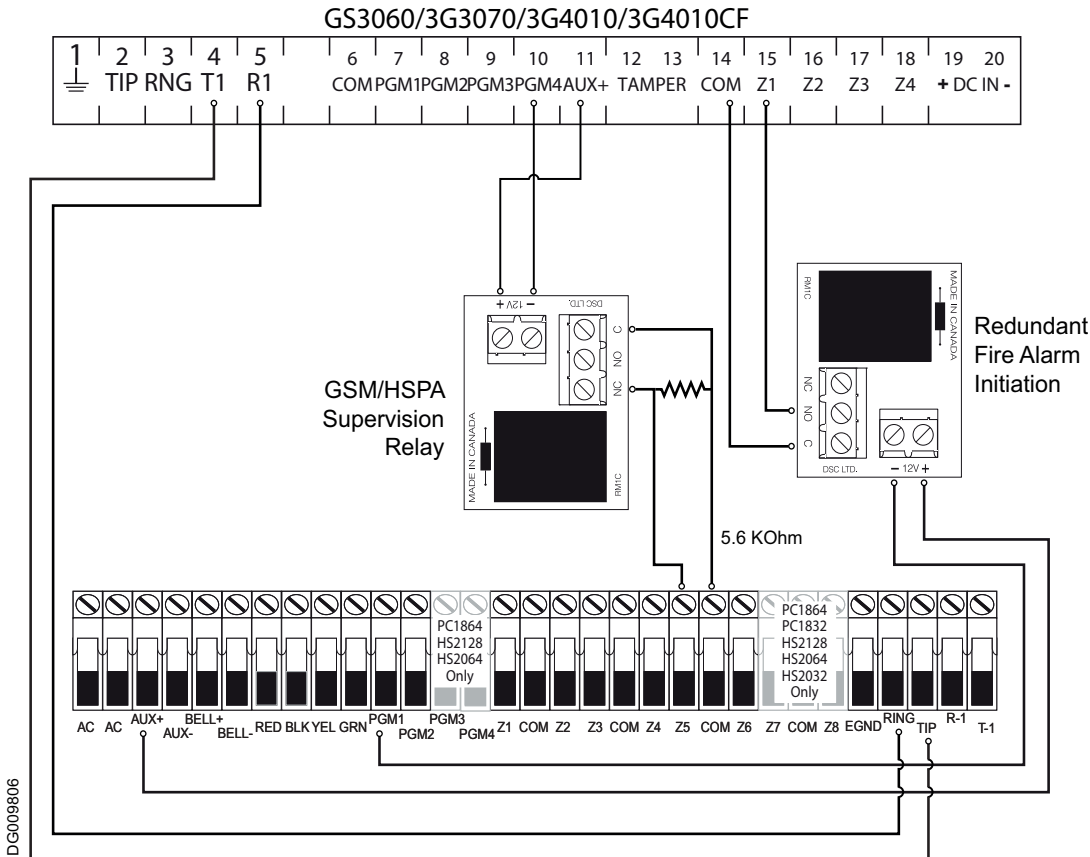 GS3060/3G3070/3G4010/3G4010CF
1 2 3 4 5 6 7 8 9 10 11 12 13 14 15 16 17 18 19 20
TIP RNG T1 R1 COM PGM1 PGM2 PGM3 PGM4 AUX+ TAMPER COM Z1 Z2 Z3 Z4 + DC IN -
+ 12V −
DSC LTD.
C
NO
NC
MADE IN CANADA
RM1C
GSM/HSPA
Supervision
Relay
RM1C
MADE IN CANADA
NC
NO
C
DSC LTD.
− 12V +
Redundant
Fire Alarm
Initiation
5.6 KOhm
PC1864
HS2128
HS2064
Only
PC1864
PC1832
HS2128
HS2064
HS2032
Only
AC AC AUX+ AUX- BELL+ BELL- RED BLK YEL GRN PGM1 PGM2 PGM3 PGM4 Z1 COM Z2 Z3 COM Z4 Z5 COM Z6 Z7 COM Z8 EGND RING TIP R-1 T-1
DG009806